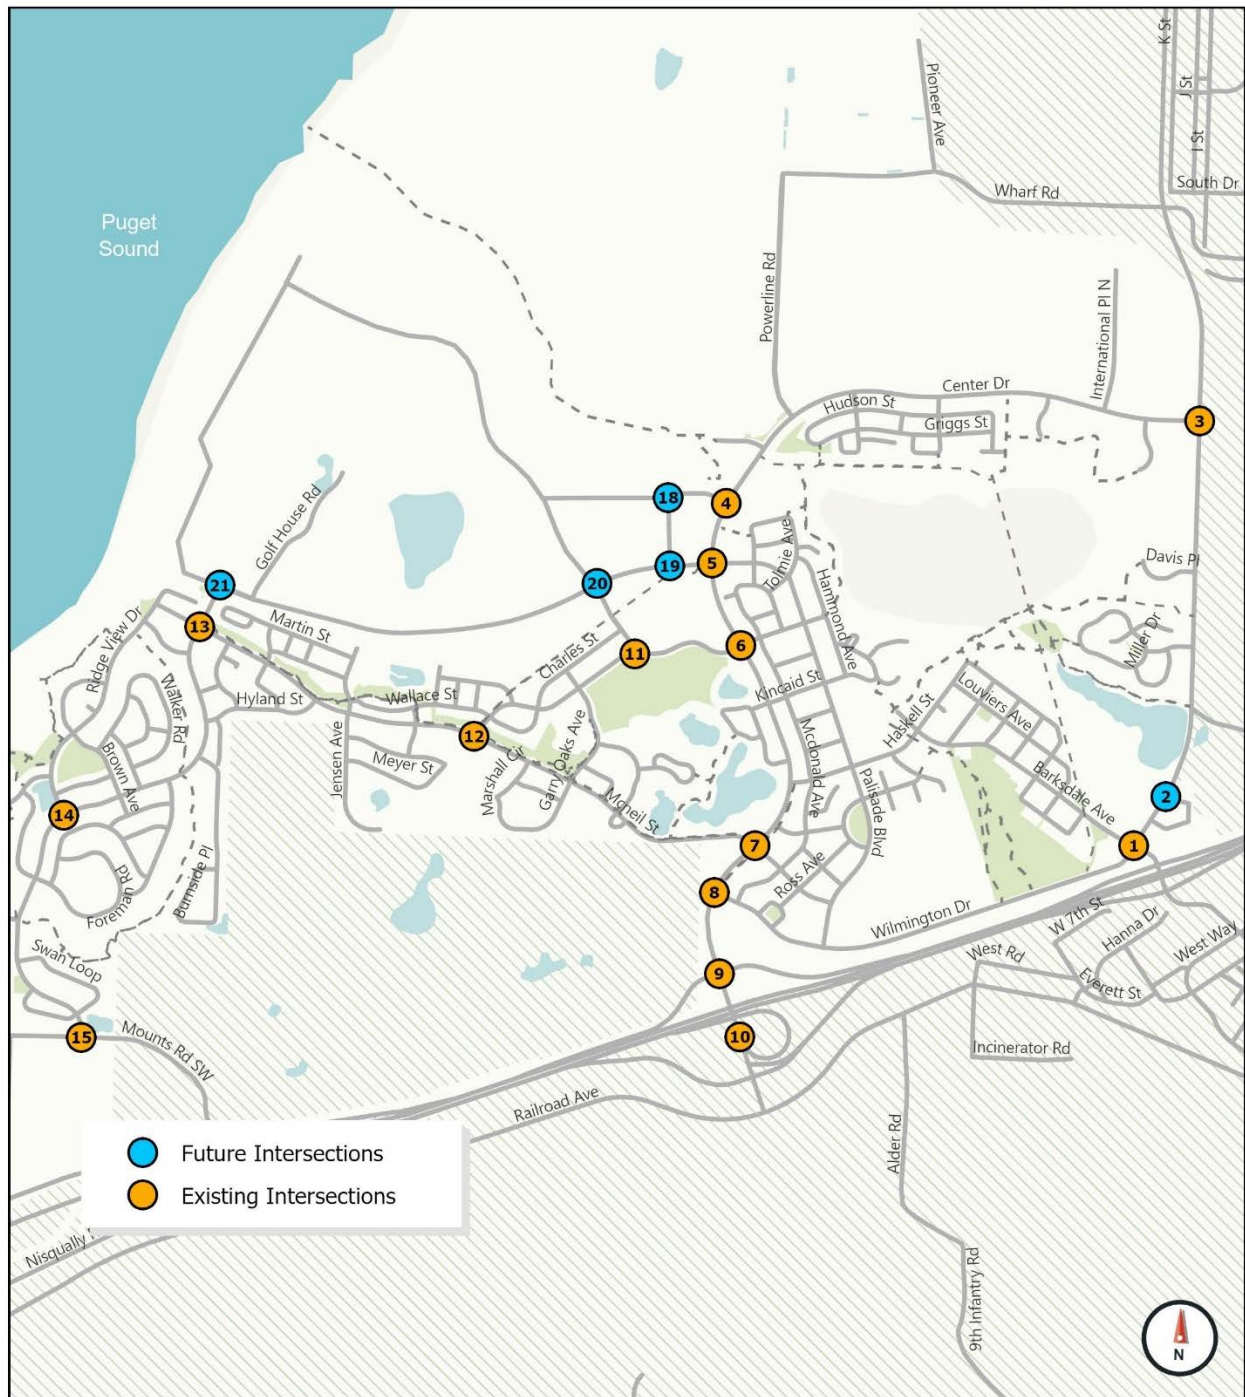 K St
J St
I St
South Dr
Pioneer Ave
Wharf Rd
Puget
Sound
Powerline Rd
International Pl N
Center Dr
Hudson St
Griggs St
3
18
4
Golf House Rd
19
5
Tolmie Ave
Davis Pl
21
20
Hammond Ave
13
Martin St
Ridge View Dr
Charles St
11
6
Miller Dr
Walker Rd
Hyland St
Wallace St
Kincaid St
Louviers Ave
Haskell St
12
Garry Oaks Ave
Mcdonald Ave
Brown Ave
Jensen Ave
Meyer St
Marshall Cir
Mcneil St
Palisade Blvd
Barksdale Ave
2
14
7
1
Foreman Rd
Burnside Pl
8
Ross Ave
Wilmington Dr
W 7th St
Hanna Dr
West Way
Swan Loop
9
West Rd
Everett St
15
Mounts Rd SW
10
Incinerator Rd
Railroad Ave
Alder Rd
Future Intersections
Existing Intersections
Nisqually
9th Infantry Rd
N